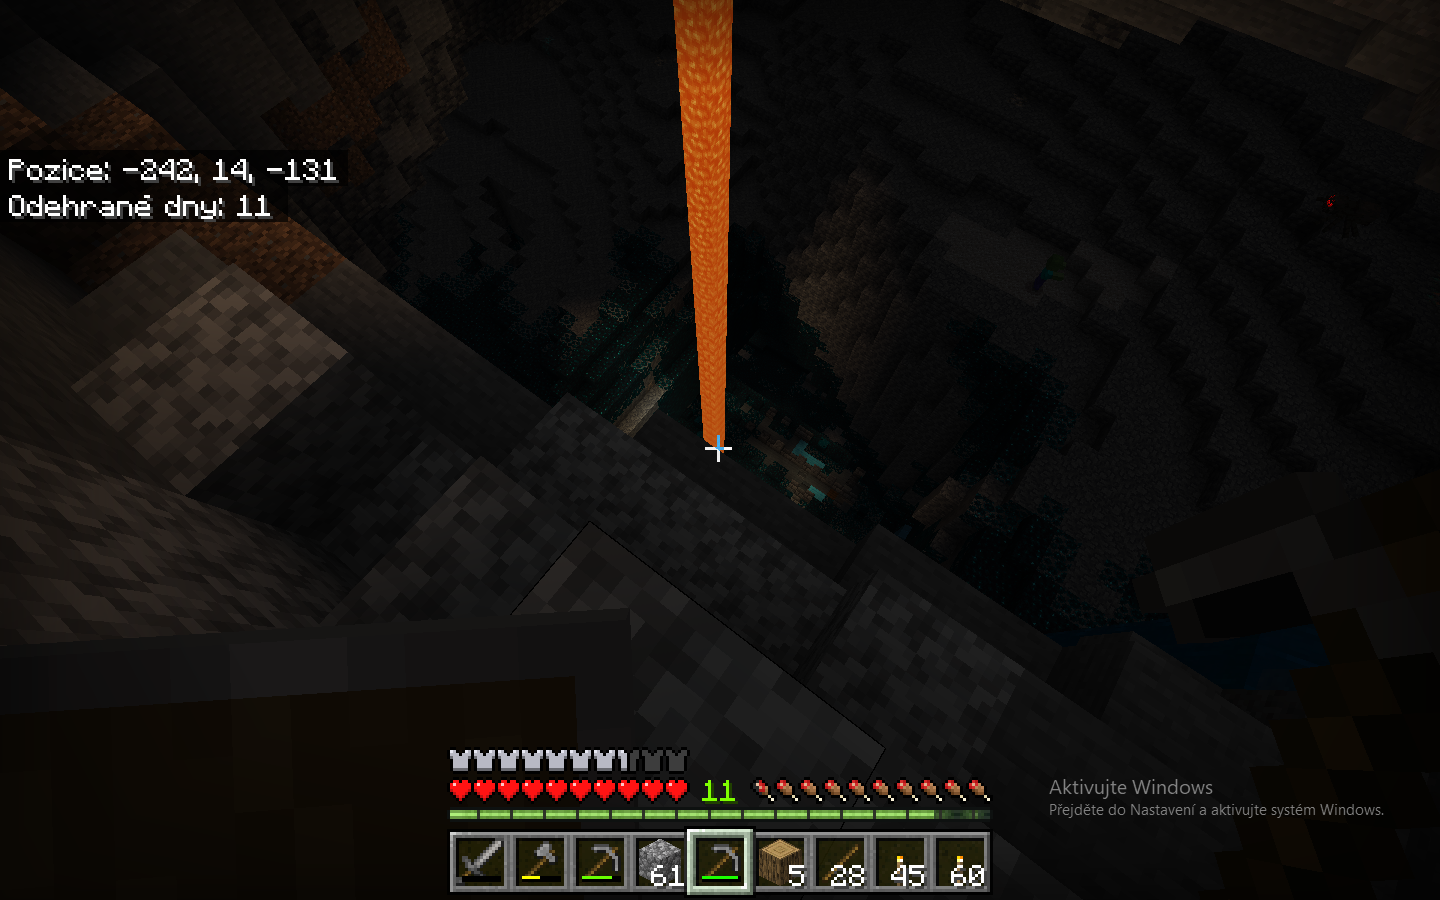 Pozice: -242, 14, -131
Odehrané dny: 11
11
Aktivujte Windows
Přejděte do Nastavení a aktivujte systém Windows.
61
5
28
45
60